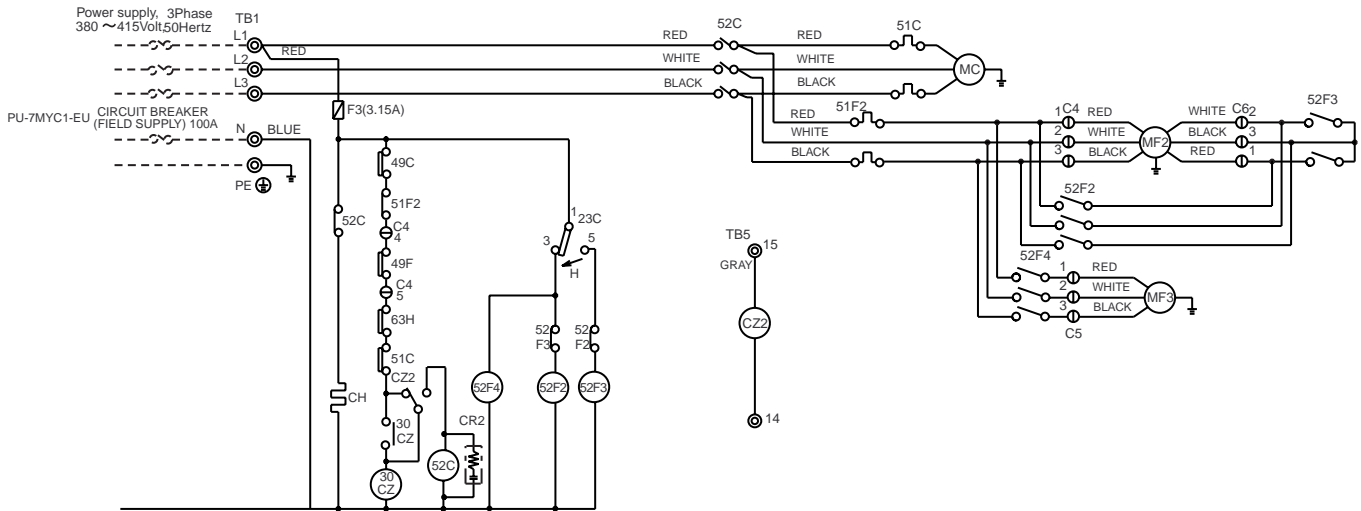 Power supply, 3Phase
380 ～415Volt,50Hertz
TB1
L1
RED
L2
L3
PU-7MYC1-EU
CIRCUIT BREAKER
(FIELD SUPPLY) 100A
N
BLUE
PE
F3(3.15A)
RED
WHITE
BLACK
52C
RED
WHITE
BLACK
51C
MC
51F2
RED
WHITE
BLACK
C4
1
2
3
RED
WHITE
BLACK
MF2
WHITE
BLACK
RED
C6
2
3
1
52F3
52F2
52F4
1
2
3
RED
WHITE
BLACK
C5
MF3
52C
CH
49C
51F2
C4
4
49F
C4
5
63H
51C
CZ2
30
CZ
30
CZ
CR2
52C
1
23C
3
5
H
52
F3
52
F2
52F4
52F2
52F3
TB5
15
GRAY
CZ2
14